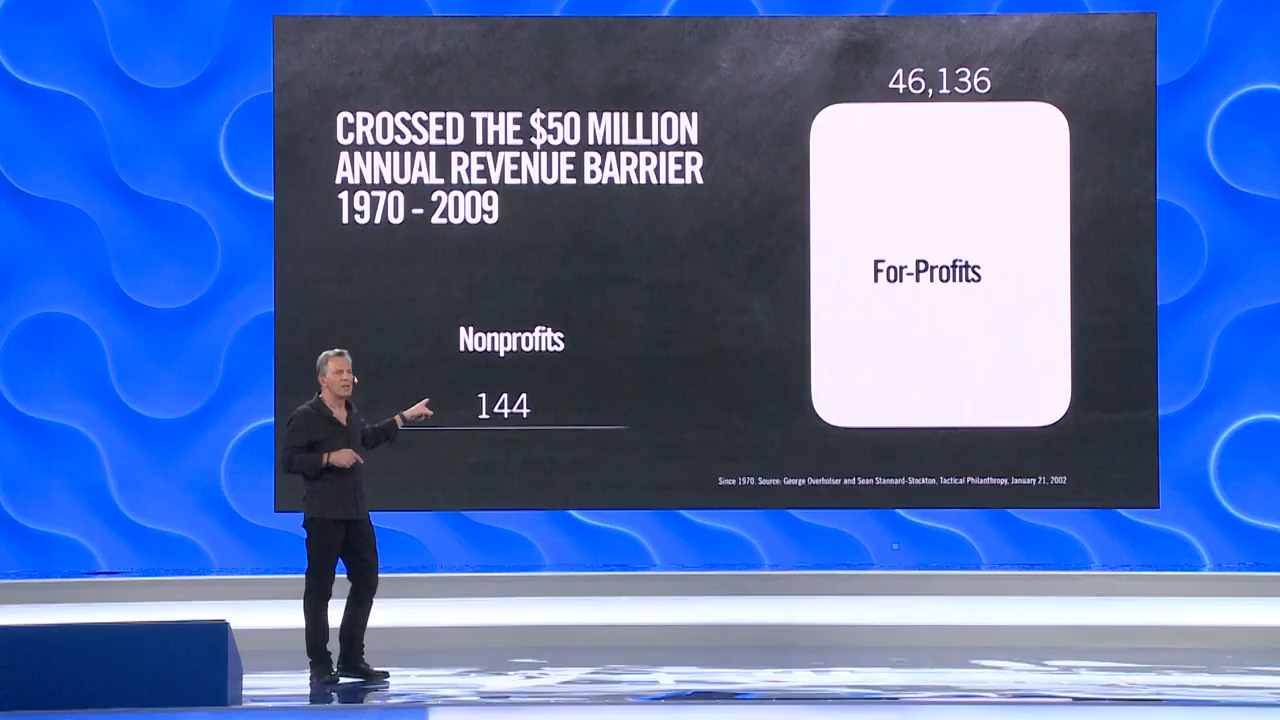 CROSSED THE $50 MILLION
ANNUAL REVENUE BARRIER
1970 - 2009
Nonprofits
144
46,136
For-Profits
Since 1970. Source: George Overholser and Sean Stannard-Stockton, Tactical Philanthropy, January 21, 2002